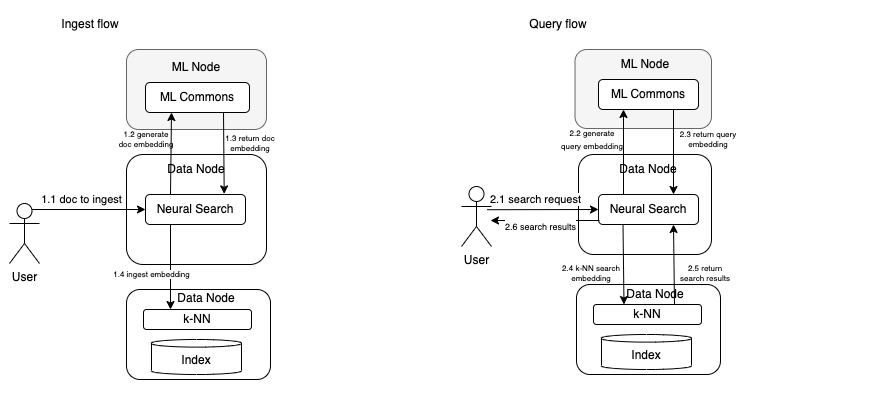 Ingest flow
ML Node
ML Commons
1.2 generate
doc embedding
1.3 return doc
embedding
Data Node
1.1 doc to ingest
Neural Search
User
1.4 ingest embedding
Data Node
k-NN
Index
Query flow
ML Node
ML Commons
2.2 generate
query embedding
2.3 return query
embedding
Data Node
2.1 search request
Neural Search
2.6 search results
User
2.4 k-NN search
embedding
2.5 return
search results
Data Node
k-NN
Index